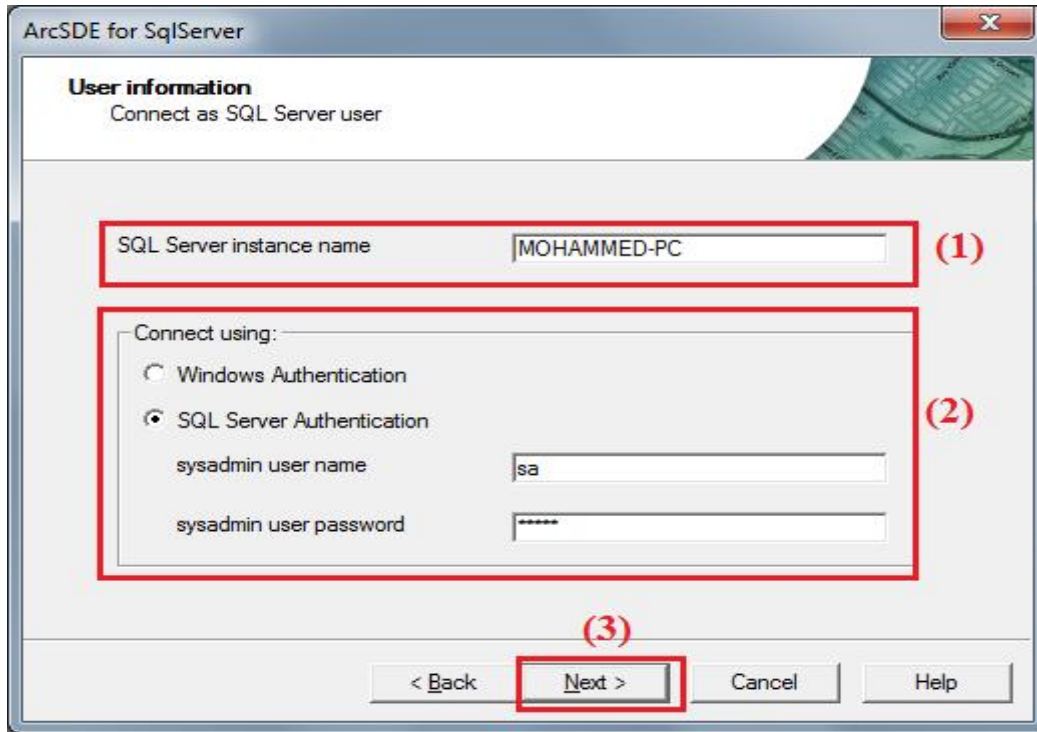 ArcSDE for SqlServer
User information
Connect as SQL Server user
SQL Server instance name MOHAMMED-PC (1)
Connect using:
Windows Authentication
SQL Server Authentication (2)
sysadmin user name sa
sysadmin user password *****
(3)
< Back Next > Cancel Help